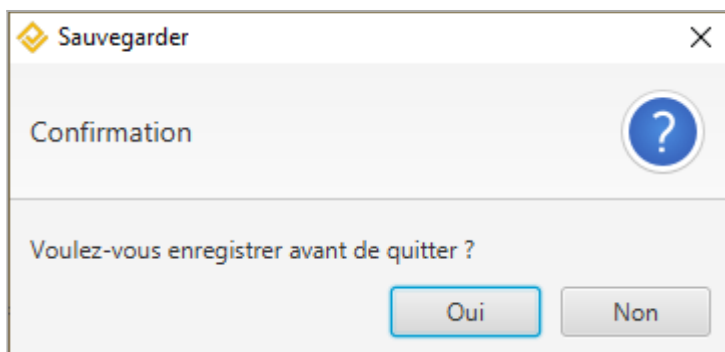 Sauvegarder
Confirmation
?
Voulez-vous enregistrer avant de quitter ?
Oui
Non